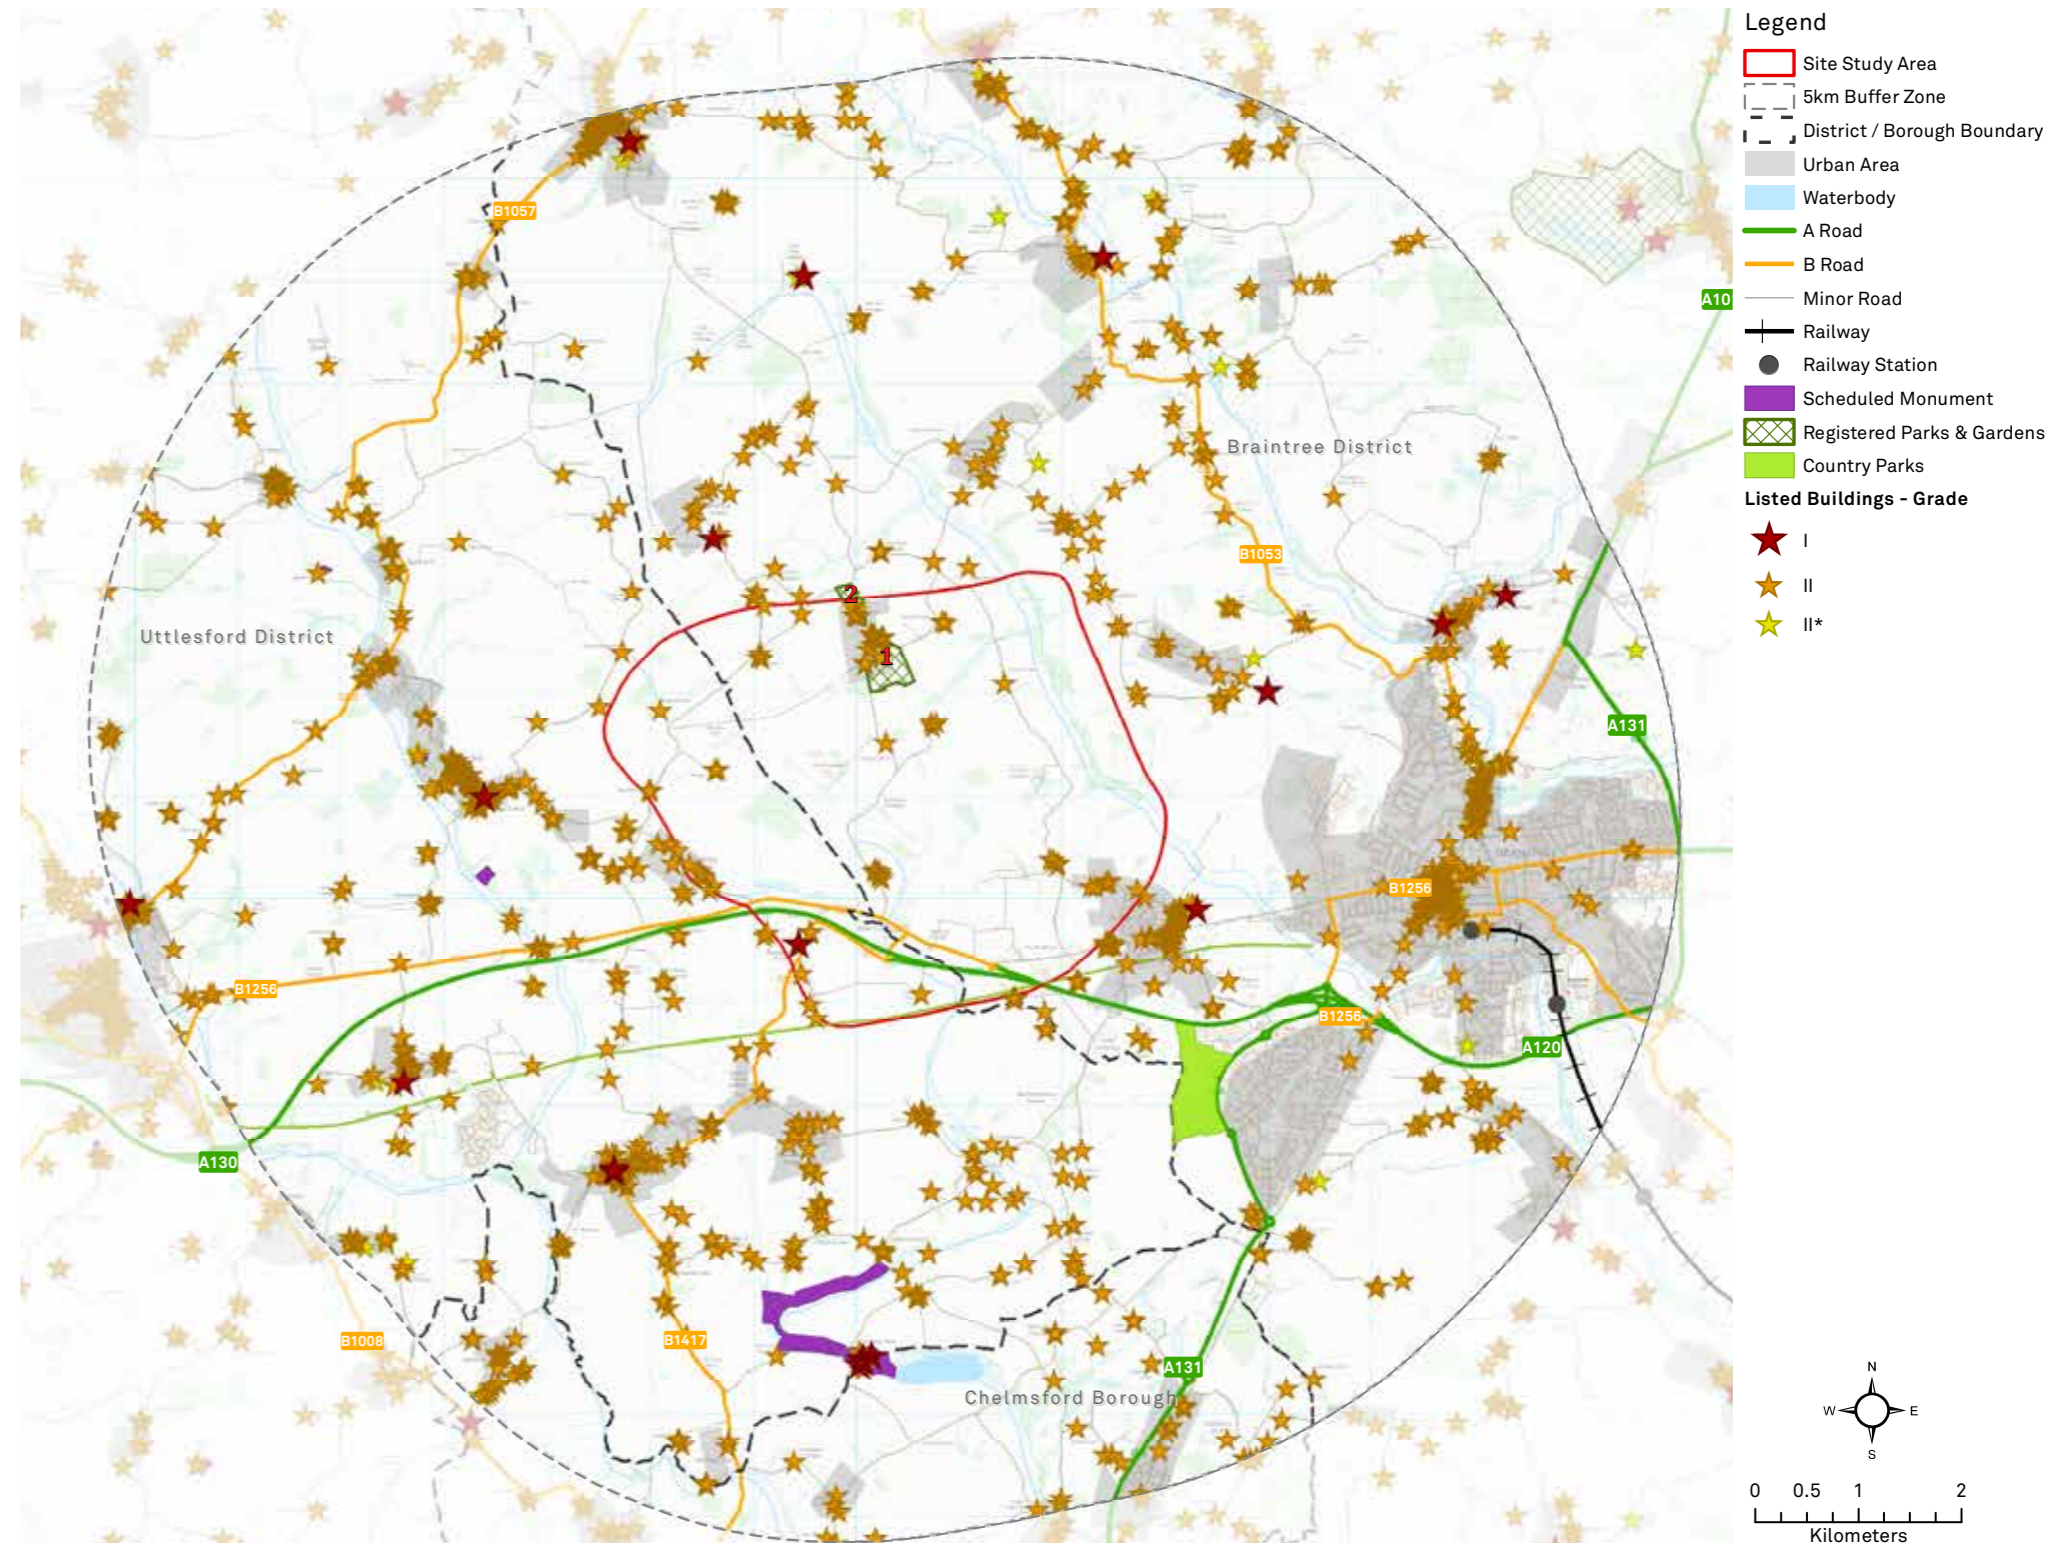 Legend
Site Study Area
5km Buffer Zone
District / Borough Boundary
Urban Area
Waterbody
A Road
B Road
Minor Road
Railway
Railway Station
Scheduled Monument
Registered Parks & Gardens
Country Parks
Listed Buildings - Grade
I
II
II*
B1057
A10
Braintree District
B1053
2
Uttlesford District
1
A131
B1256
B1256
B1256
A120
A130
B1008
B1417
A131
Chelmsford Borough
N
W E
S
0 0.5 1 2
Kilometers